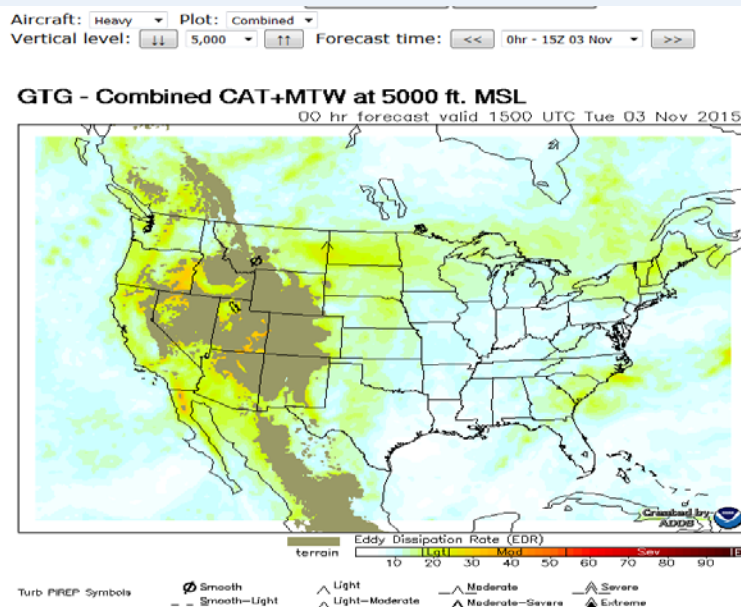 Aircraft: Heavy Plot: Combined
Vertical level: ↓↓ 5,000 ↑↑ Forecast time: << 0hr - 15Z 03 Nov >>
GTG - Combined CAT+MTW at 5000 ft. MSL
00 hr forecast valid 1500 UTC Tue 03 Nov 2015
Created by
ADDS
NOAA
Eddy Dissipation Rate (EDR)
terrain
Lgt Mod Sev E
10 20 30 40 50 60 70 80 90
Turb PIREP Symbols
Smooth Light Moderate Severe
Smooth-Light Light-Moderate Moderate-Severe Extreme